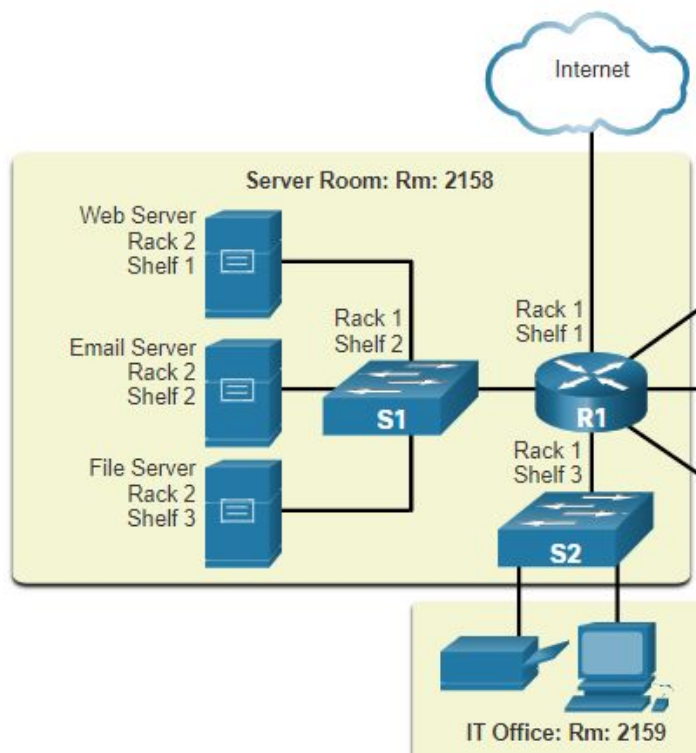 Internet
Server Room: Rm: 2158
Web Server
Rack 2
Shelf 1
Rack 1
Shelf 2
Rack 1
Shelf 1
Email Server
Rack 2
Shelf 2
S1
R1
File Server
Rack 2
Shelf 3
Rack 1
Shelf 3
S2
IT Office: Rm: 2159